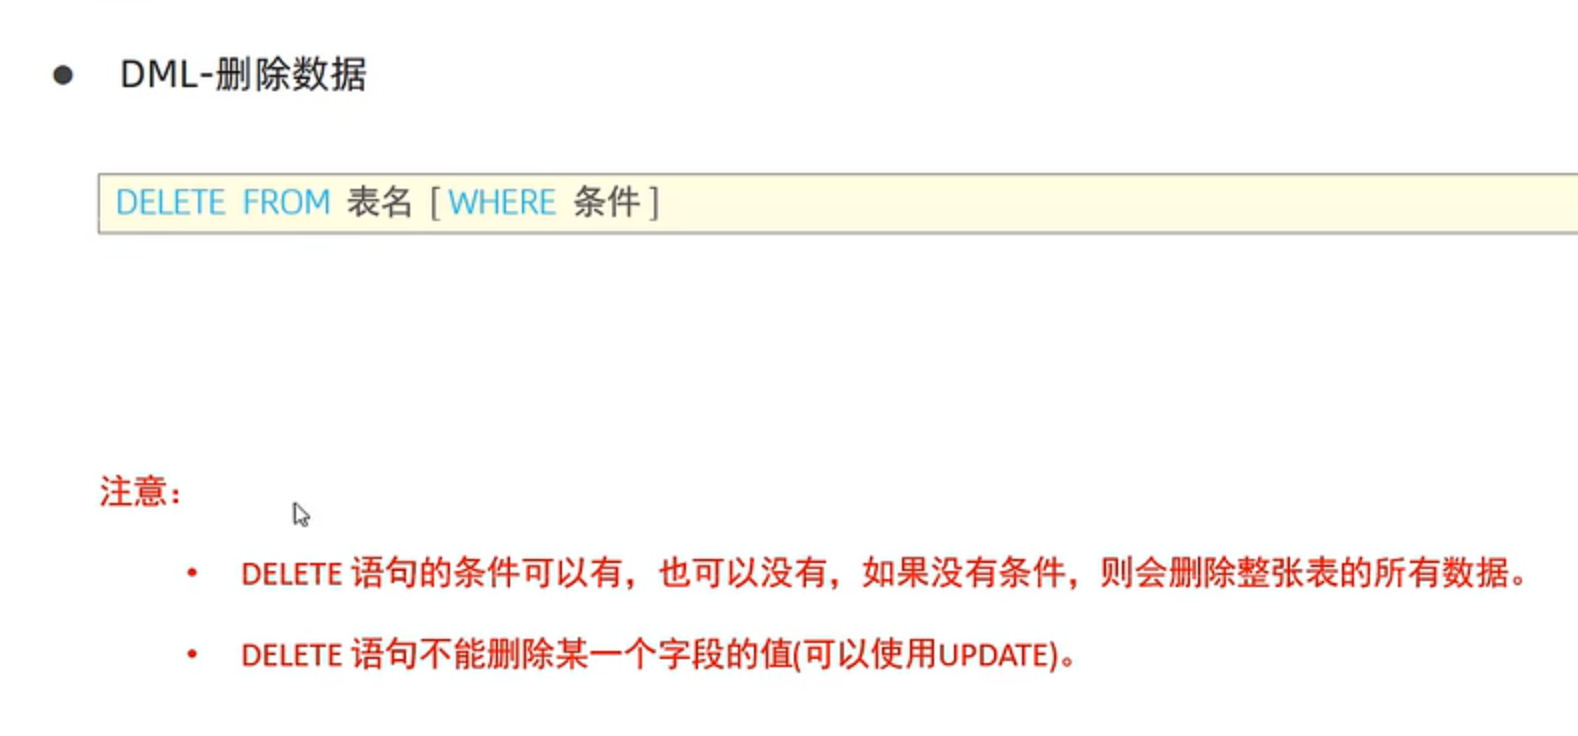 ● DML-删除数据
DELETE FROM 表名 [ WHERE 条件 ]
注意：
• DELETE 语句的条件可以有，也可以没有，如果没有条件，则会删除整张表的所有数据。
• DELETE 语句不能删除某一个字段的值(可以使用UPDATE)。